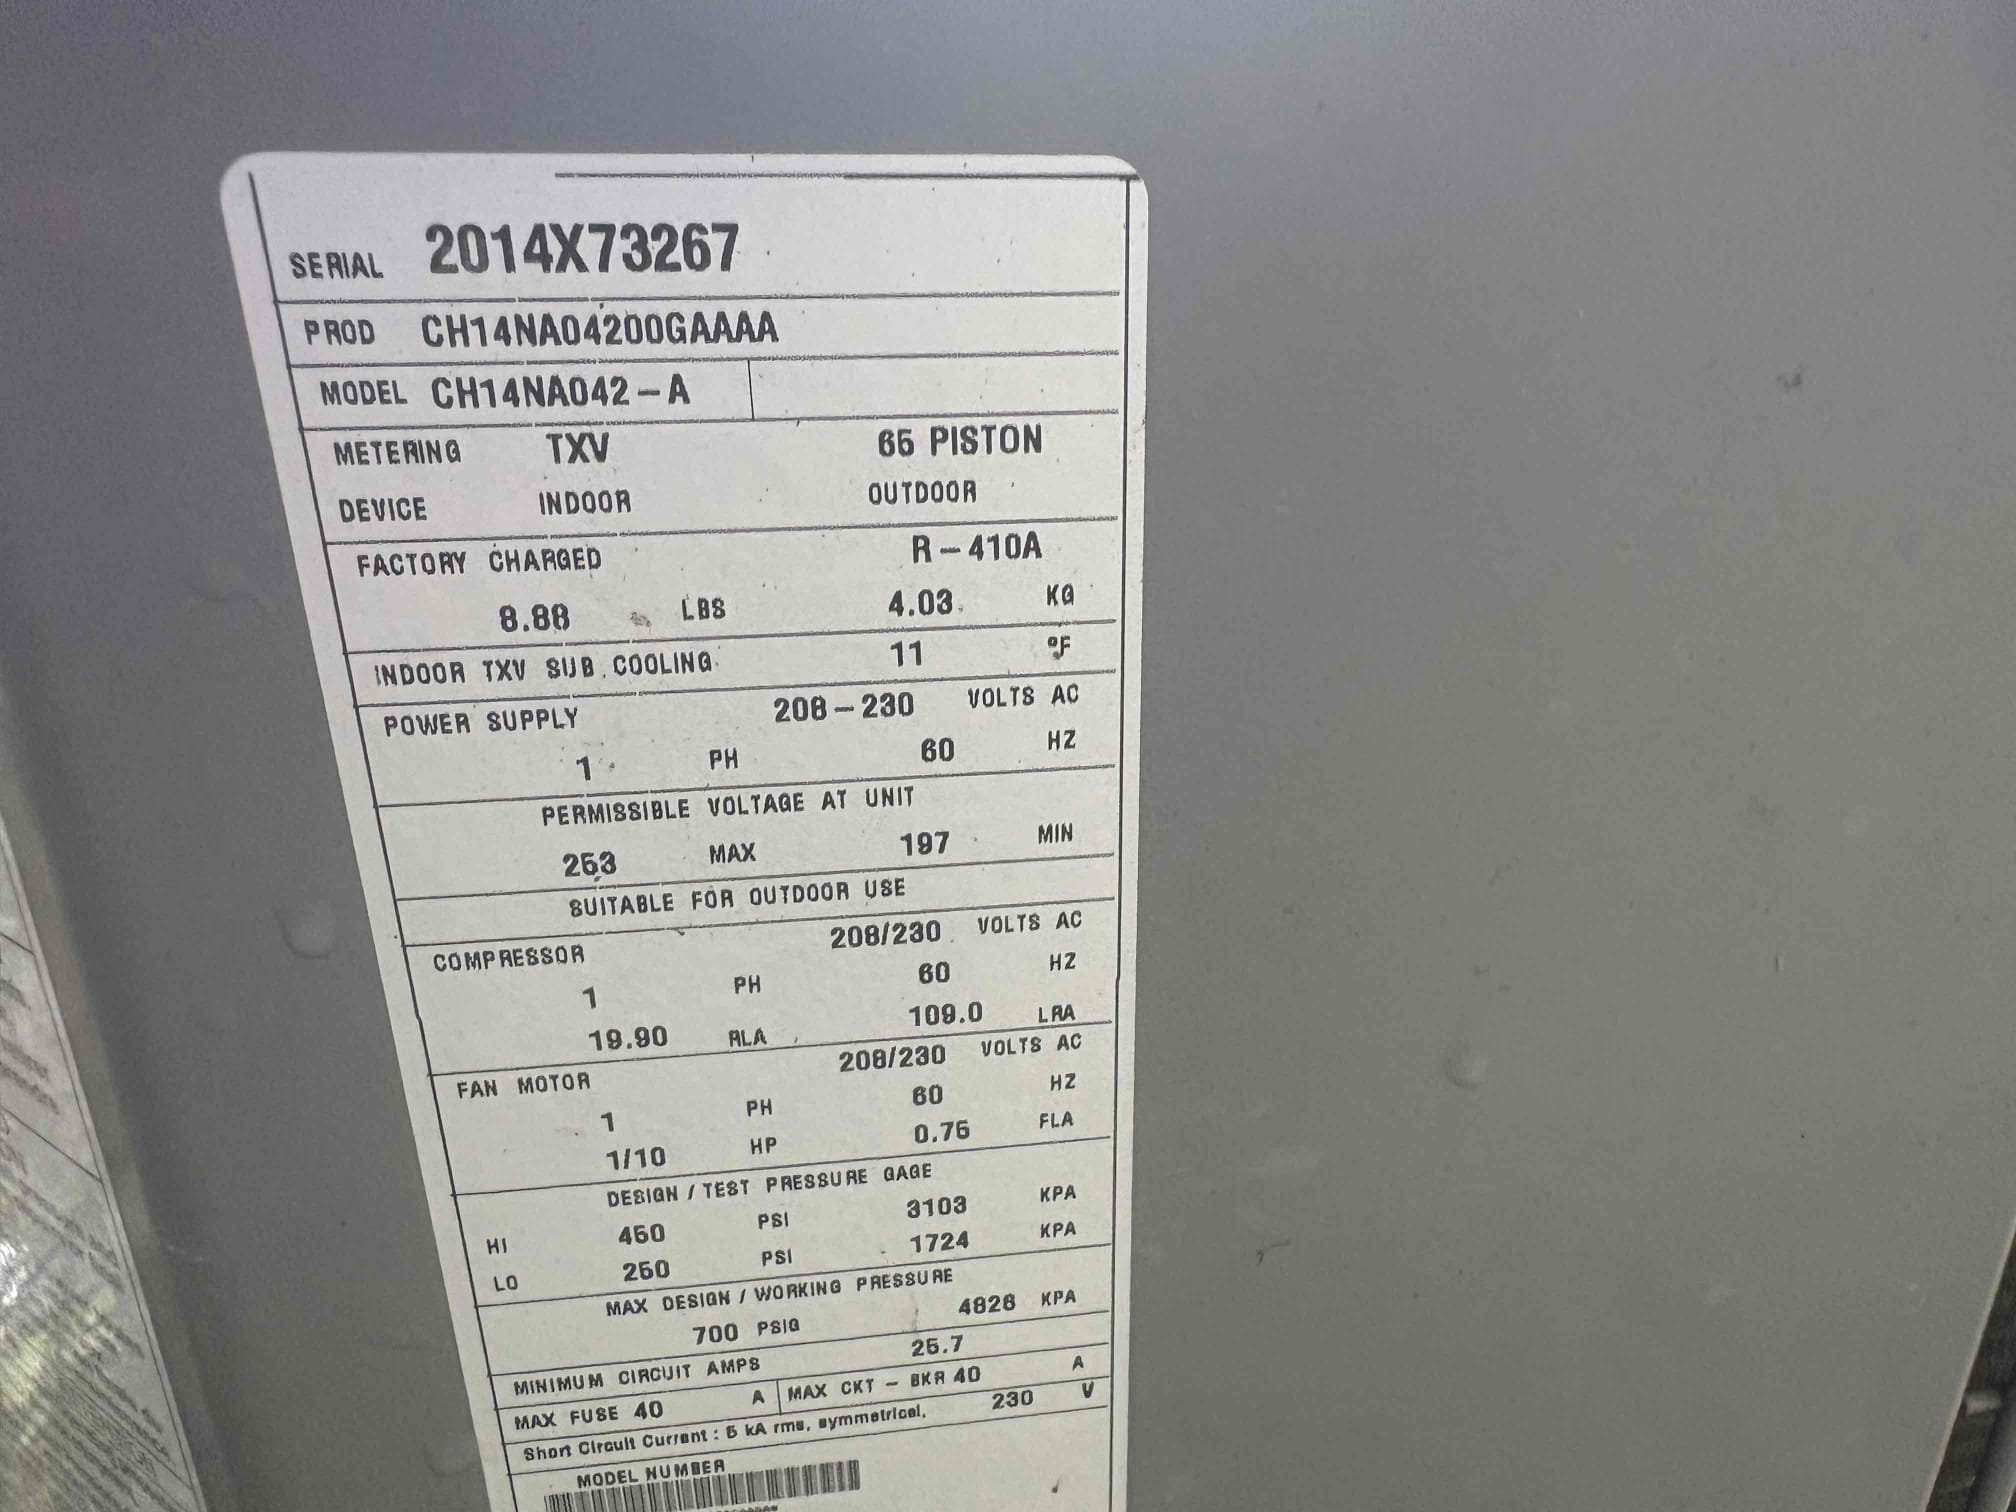 SERIAL 2014X73267
PROD CH14NA04200GAAAA
MODEL CH14NA042-A
METERING TXV 65 PISTON
DEVICE INDOOR OUTDOOR
FACTORY CHARGED R-410A
8.88 LBS 4.03 KG
INDOOR TXV SUB COOLING 11 °F
POWER SUPPLY 208-230 VOLTS AC
1 PH 60 HZ
PERMISSIBLE VOLTAGE AT UNIT
253 MAX 197 MIN
SUITABLE FOR OUTDOOR USE
COMPRESSOR 208/230 VOLTS AC
1 PH 60 HZ
19.90 RLA 109.0 LRA
FAN MOTOR 208/230 VOLTS AC
1 PH 60 HZ
1/10 HP 0.75 FLA
DESIGN / TEST PRESSURE GAGE
HI 450 PSI 3103 KPA
LO 250 PSI 1724 KPA
MAX DESIGN / WORKING PRESSURE
700 PSIG 4826 KPA
MINIMUM CIRCUIT AMPS 25.7
MAX FUSE 40 A MAX CKT - BKR 40 A
Short Circuit Current : 5 kA rms, symmetrical, 230 V
MODEL NUMBER